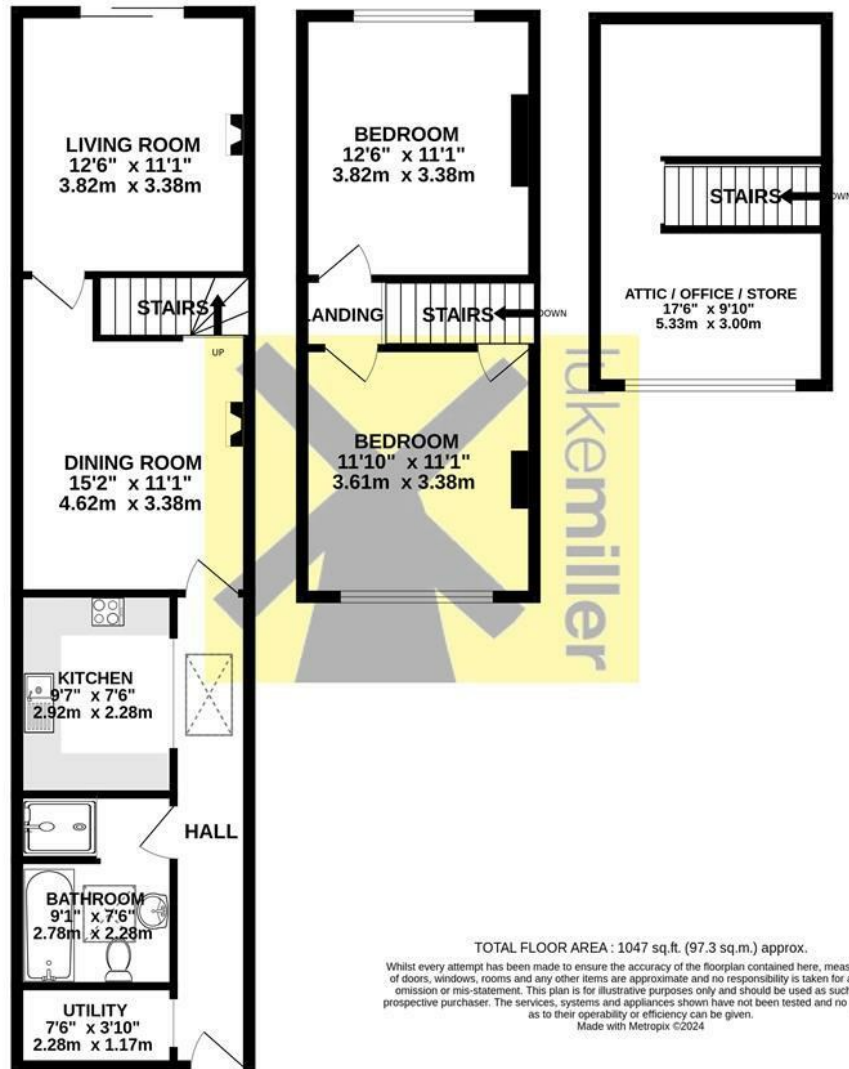 LIVING ROOM
12'6" x 11'1"
3.82m x 3.38m
STAIRS
UP
DINING ROOM
15'2" x 11'1"
4.62m x 3.38m
KITCHEN
9'7" x 7'6"
2.92m x 2.28m
HALL
BATHROOM
9'1" x 7'6"
2.78m x 2.28m
UTILITY
7'6" x 3'10"
2.28m x 1.17m
BEDROOM
12'6" x 11'1"
3.82m x 3.38m
LANDING
STAIRS
DOWN
BEDROOM
11'10" x 11'1"
3.61m x 3.38m
STAIRS
ATTIC / OFFICE / STORE
17'6" x 9'10"
5.33m x 3.00m
lukemiller
TOTAL FLOOR AREA : 1047 sq.ft. (97.3 sq.m.) approx.
Whilst every attempt has been made to ensure the accuracy of the floorplan contained here, meas
of doors, windows, rooms and any other items are approximate and no responsibility is taken for a
omission or mis-statement. This plan is for illustrative purposes only and should be used as such
prospective purchaser. The services, systems and appliances shown have not been tested and no
as to their operability or efficiency can be given.
Made with Metropix ©2024